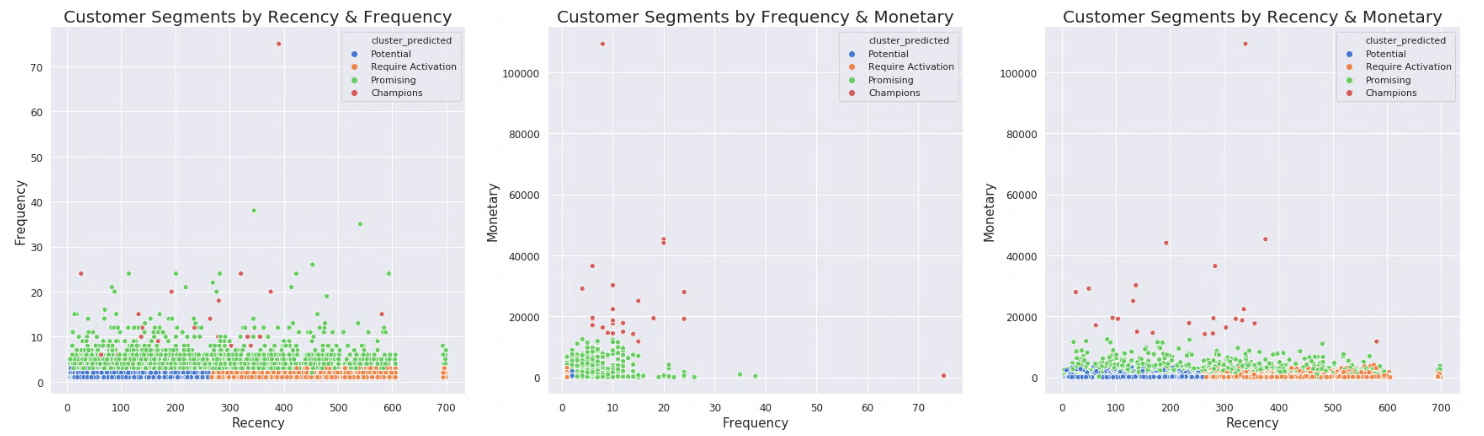 Customer Segments by Recency & Frequency
cluster_predicted
Potential
Require Activation
Promising
Champions
70
60
50
40
30
20
10
0
Frequency
0 100 200 300 400 500 600 700
Recency
Customer Segments by Frequency & Monetary
cluster_predicted
Potential
Require Activation
Promising
Champions
100000
80000
60000
40000
20000
0
Monetary
0 10 20 30 40 50 60 70
Frequency
Customer Segments by Recency & Monetary
cluster_predicted
Potential
Require Activation
Promising
Champions
100000
80000
60000
40000
20000
0
Monetary
0 100 200 300 400 500 600 700
Recency